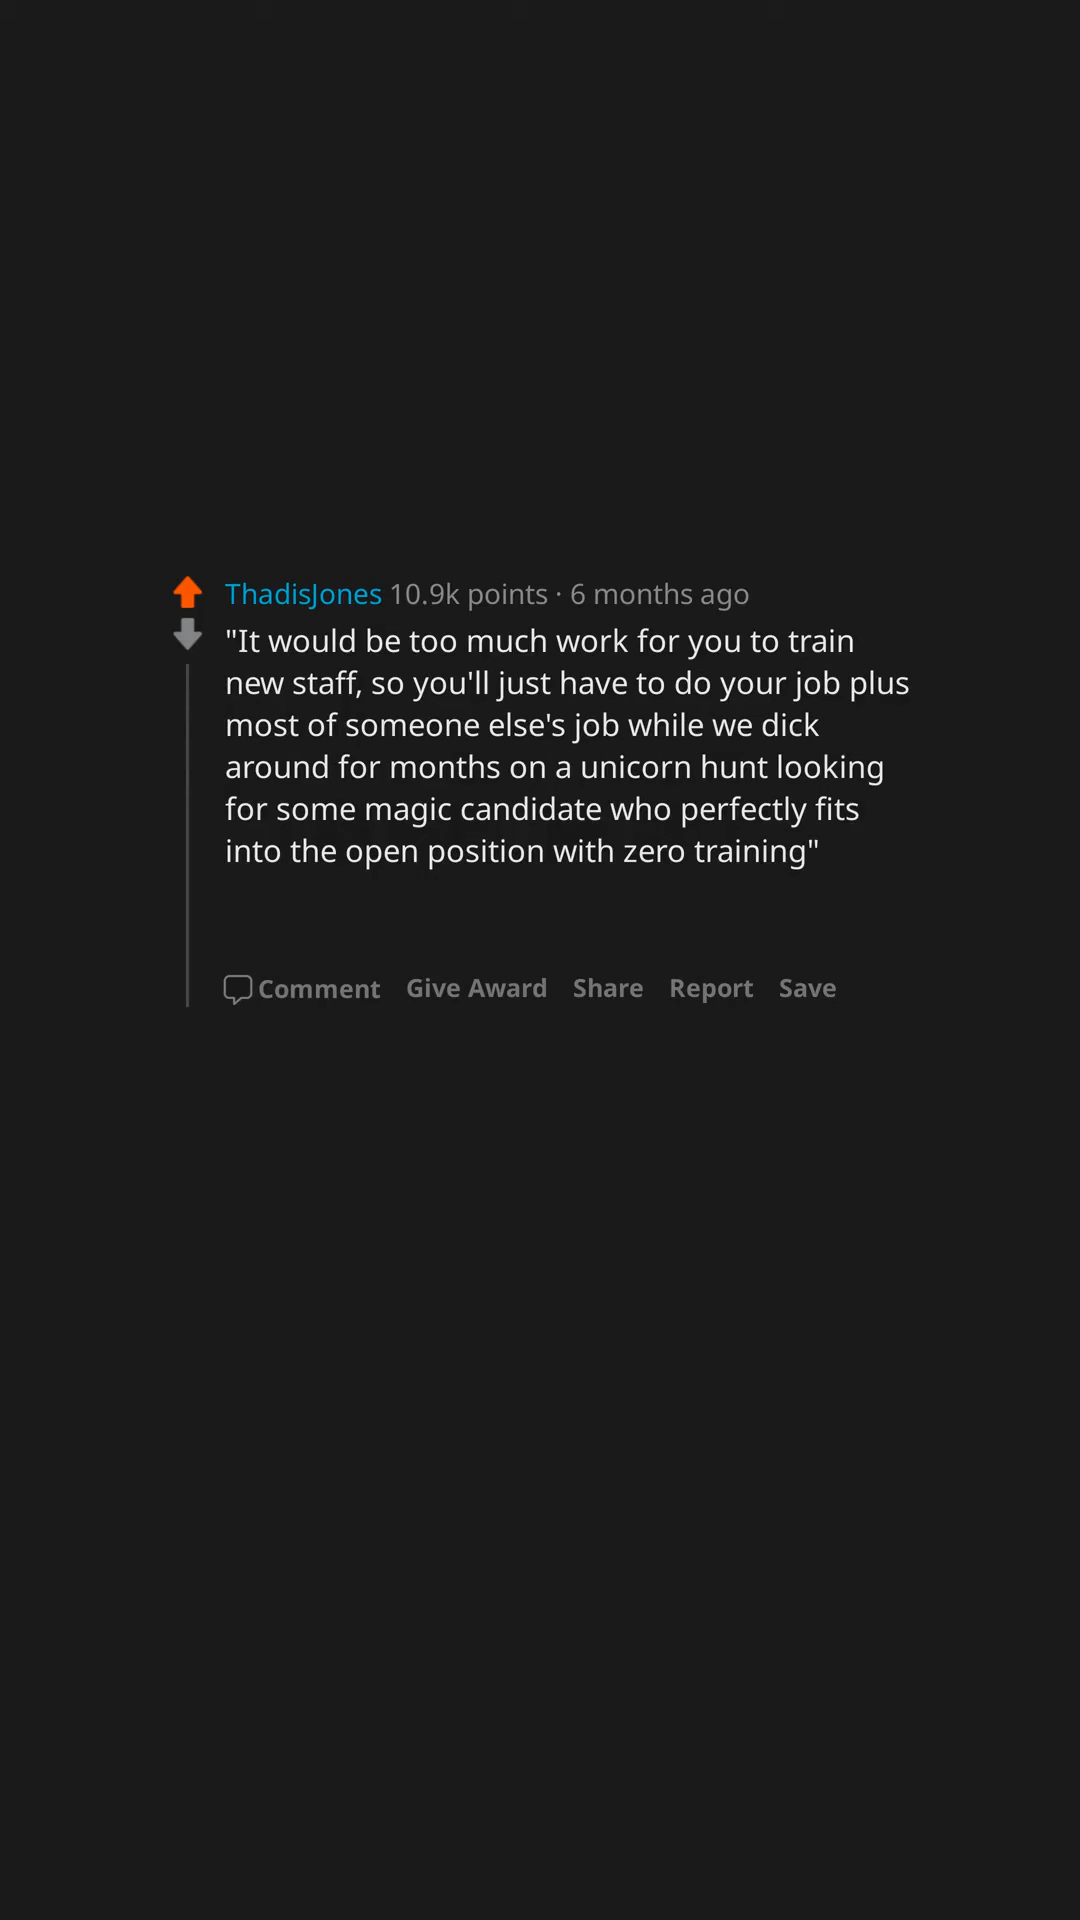 ThadisJones 10.9k points · 6 months ago
"It would be too much work for you to train
new staff, so you'll just have to do your job plus
most of someone else's job while we dick
around for months on a unicorn hunt looking
for some magic candidate who perfectly fits
into the open position with zero training"
Comment Give Award Share Report Save